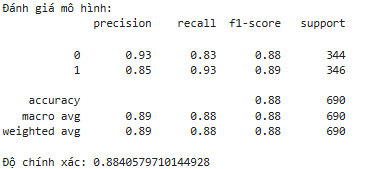 Đánh giá mô hình:
precision recall f1-score support
0 0.93 0.83 0.88 344
1 0.85 0.93 0.89 346
accuracy 0.88 690
macro avg 0.89 0.88 0.88 690
weighted avg 0.89 0.88 0.88 690
Độ chính xác: 0.8840579710144928